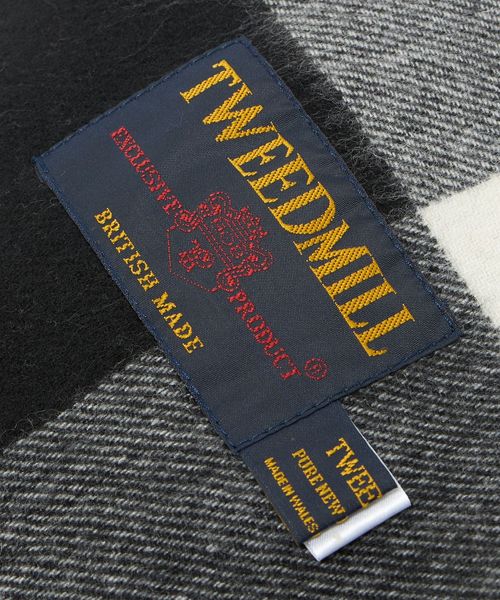 TWEEDMILL
EXCLUSIVE
PRODUCT
®
BRITISH MADE
TWEE
PURE NEW
MADE IN WALES